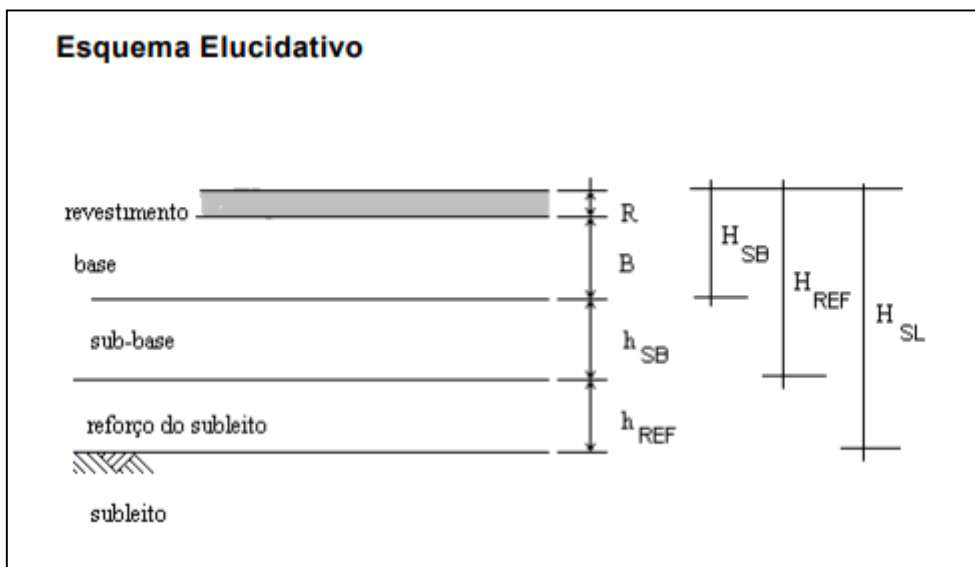 Esquema Elucidativo
revestimento
R
base
B
H SB
H REF
H SL
sub-base
h SB
reforço do subleito
h REF
subleito